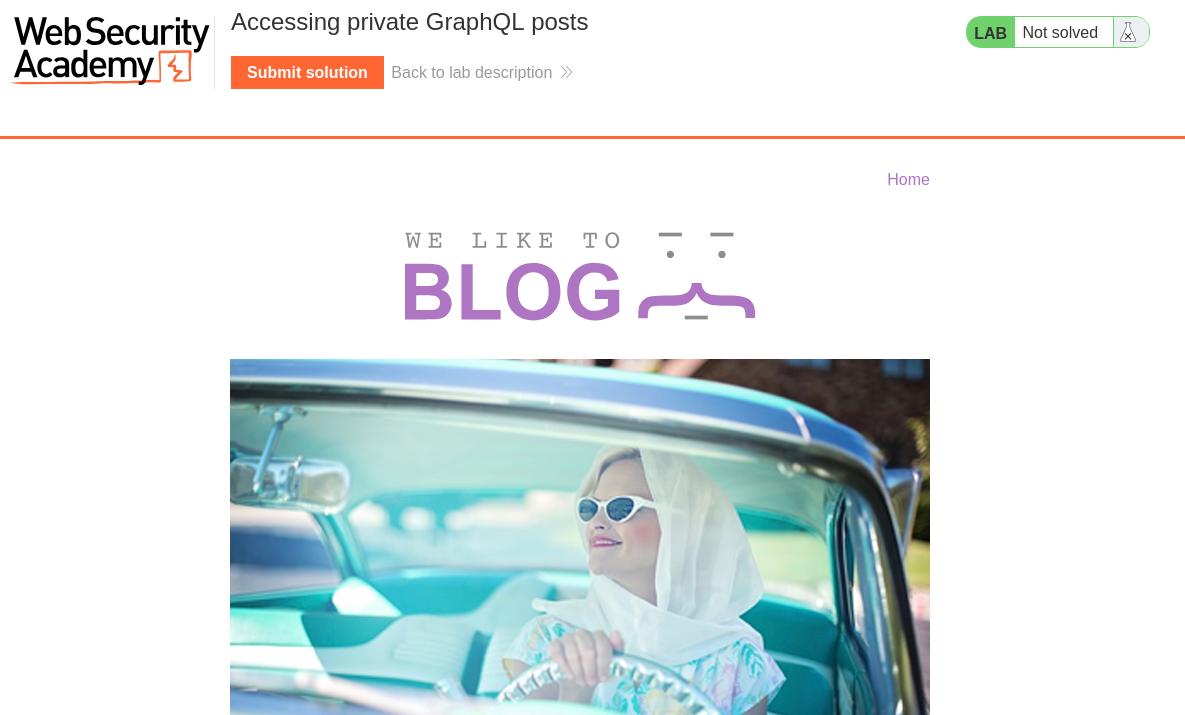 Web Security
Academy
Accessing private GraphQL posts
Submit solution
Back to lab description
LAB
Not solved
Home
WE LIKE TO
BLOG